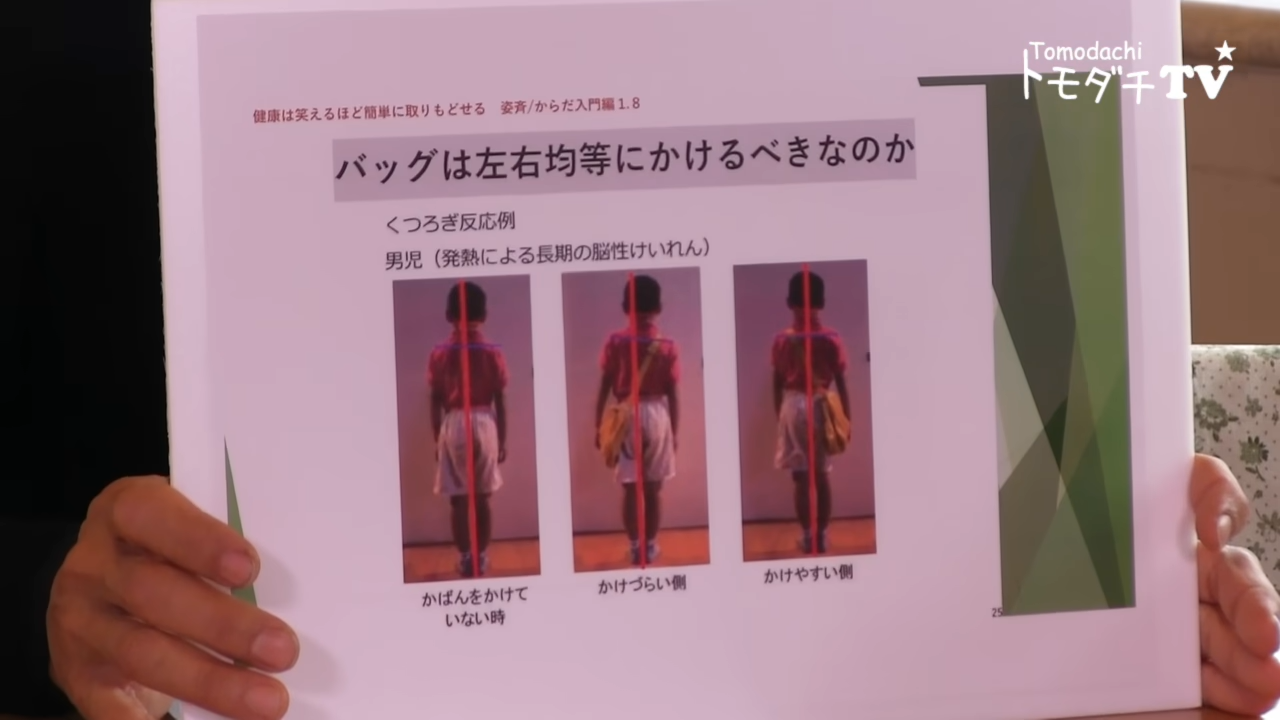 Tomodachi
トモダチTV
健康は笑えるほど簡単に取りもどせる 姿斉/からだ入門編1.8
バッグは左右均等にかけるべきなのか
くつろぎ反応例
男児（発熱による長期の脳性けいれん）
かばんをかけて
いない時
かけづらい側
かけやすい側
25